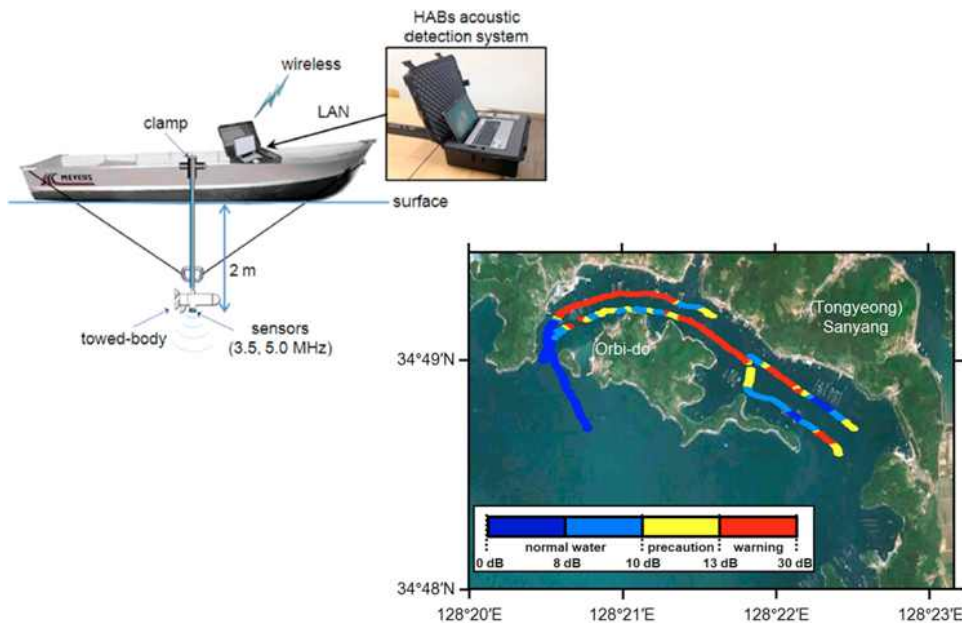 HABs acoustic
detection system
wireless
LAN
clamp
MEYERS
surface
2 m
towed-body
sensors
(3.5, 5.0 MHz)
(Tongyeong)
Sanyang
Orbi-do
34°49'N
normal water
precaution
warning
0 dB
8 dB
10 dB
13 dB
30 dB
34°48'N
128°20'E
128°21'E
128°22'E
128°23'E